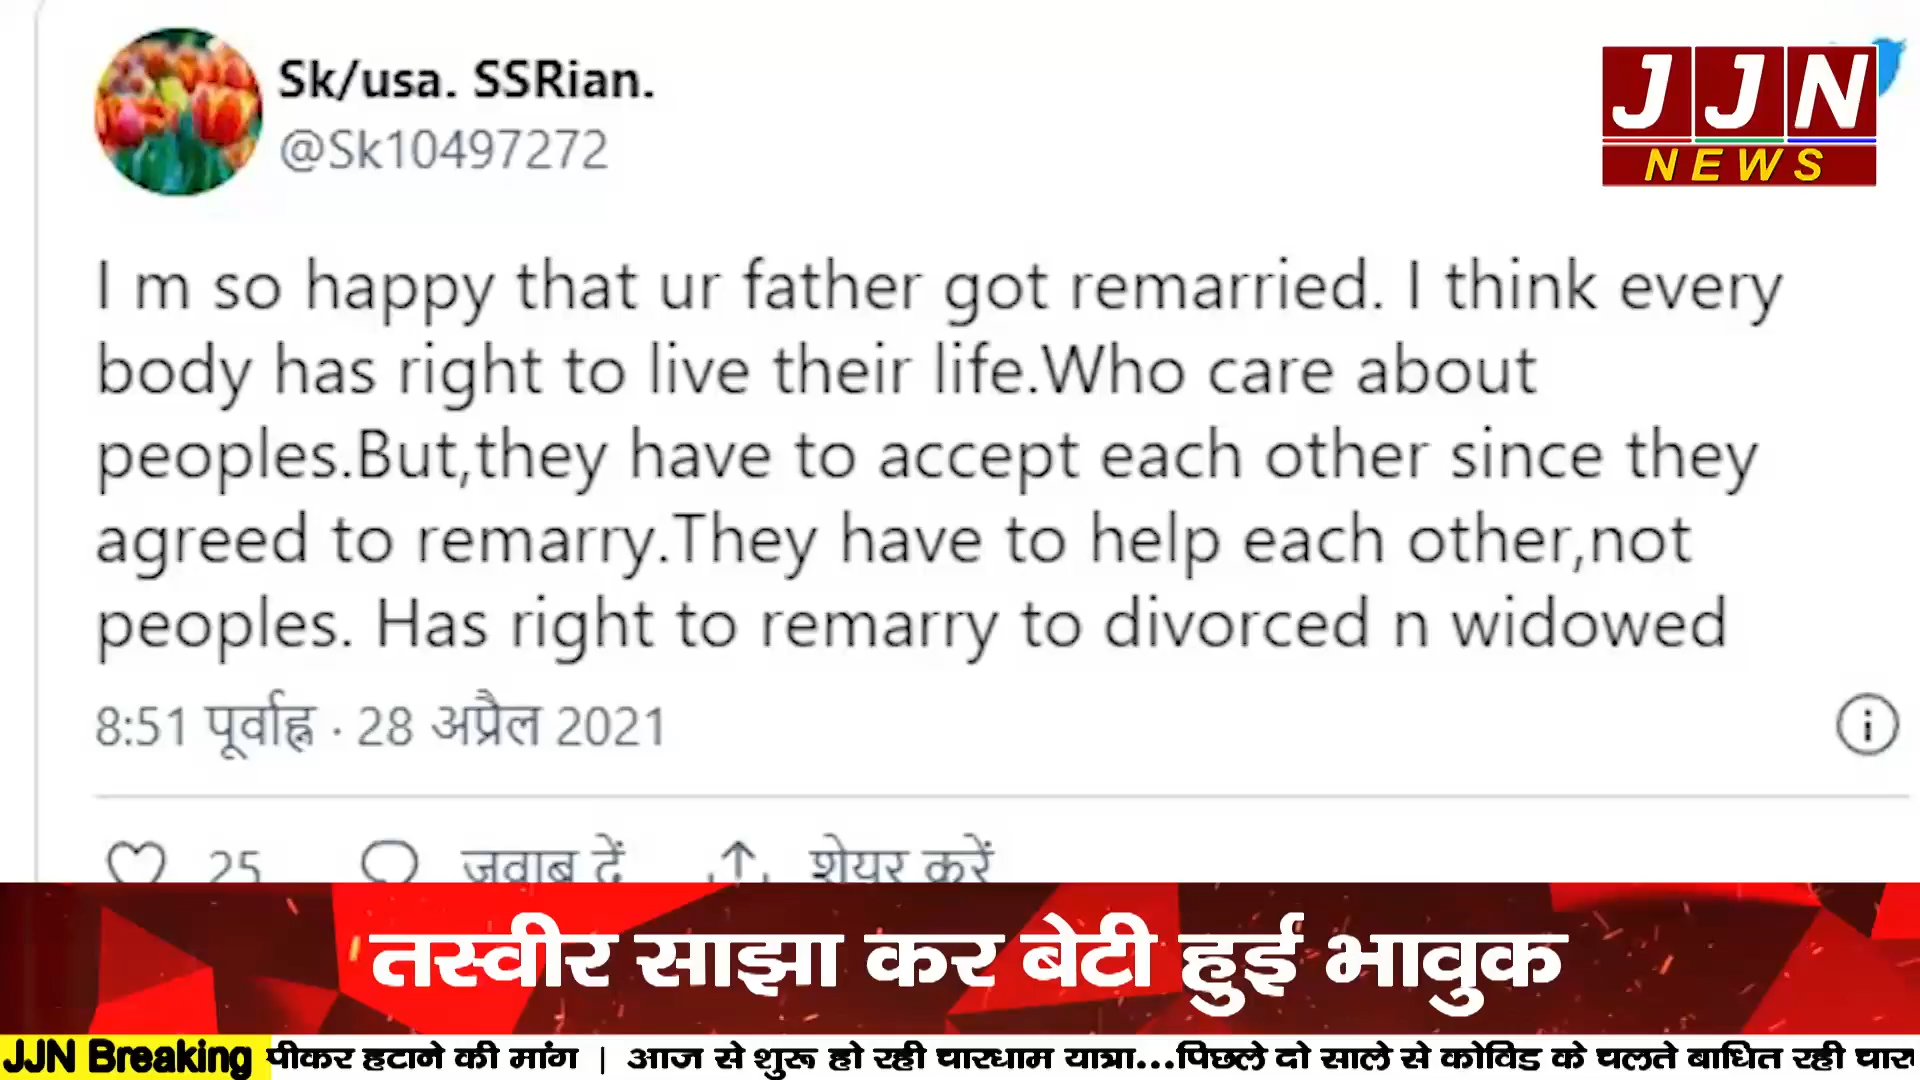 Sk/usa. SSRian.
@Sk10497272
JJN
NEWS
I m so happy that ur father got remarried. I think every
body has right to live their life.Who care about
peoples.But,they have to accept each other since they
agreed to remarry.They have to help each other,not
peoples. Has right to remarry to divorced n widowed
8:51 पूर्वाह्न · 28 अप्रैल 2021
25 जवाब दें शेयर करें
तस्वीर साझा कर बेटी हुई भावुक
JJN Breaking पीकर हटाने की मांग | आज से शुरू हो रही चारधाम यात्रा...पिछले दो साले से कोविड के चलते बाधित रही चार